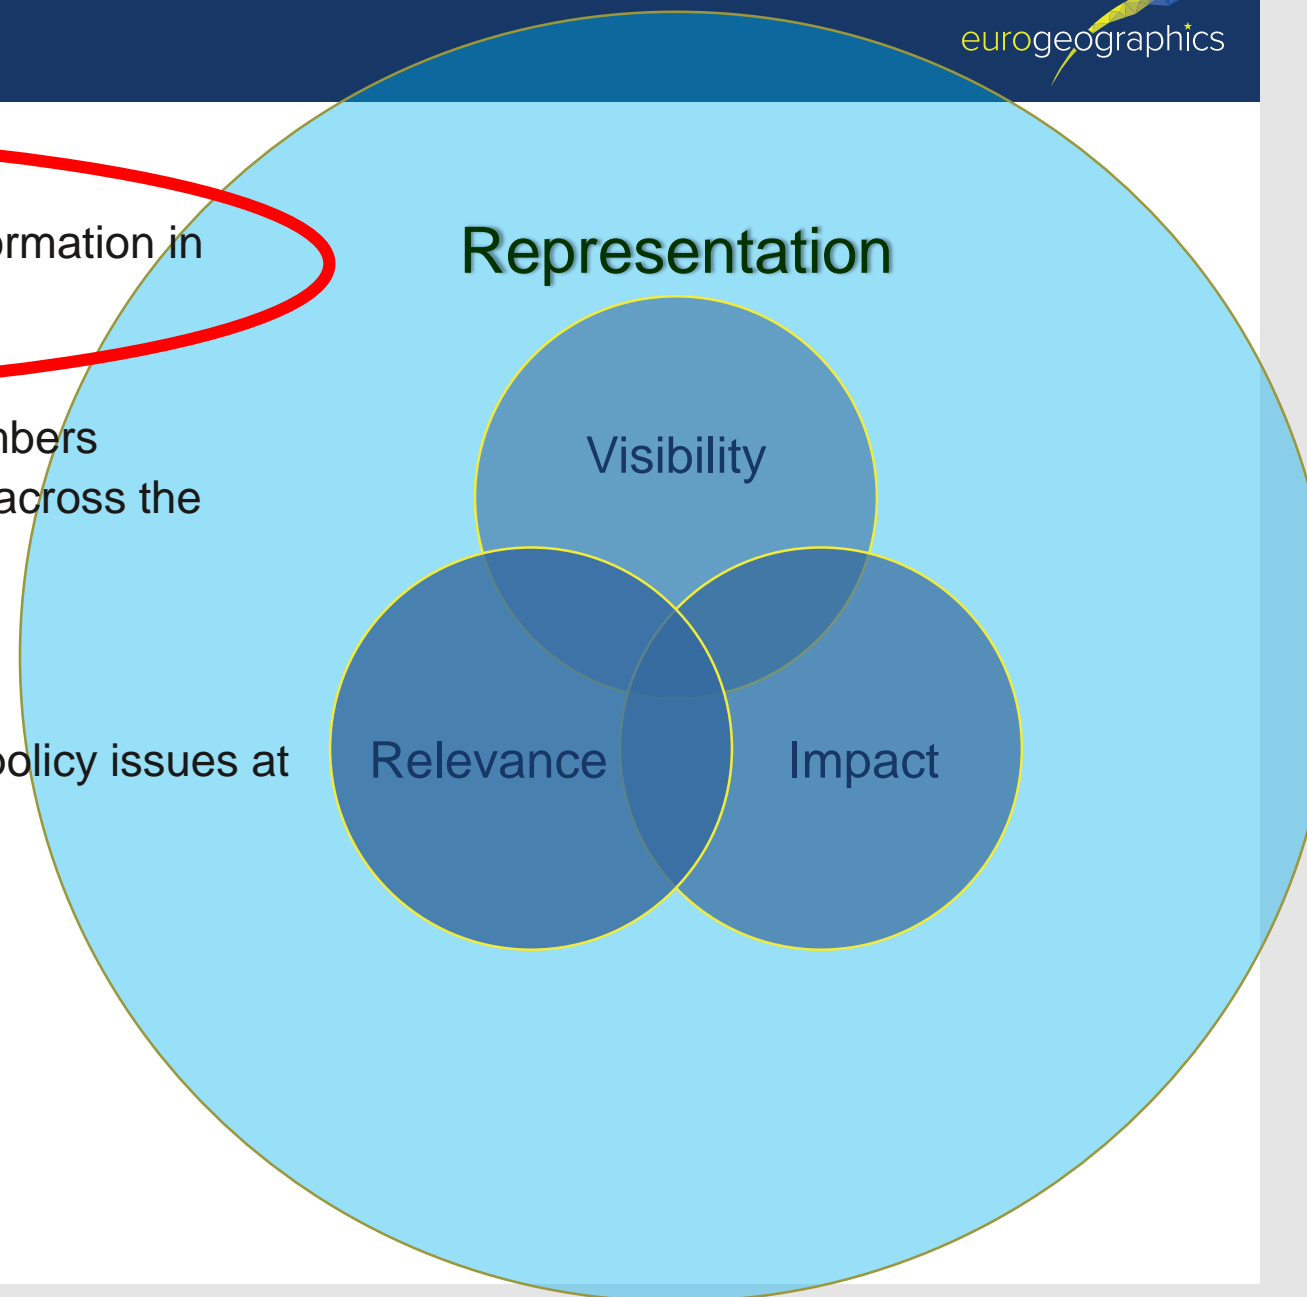 eurogeographics
ormation in
Representation
Visibility
nbers
across the
policy issues at
Relevance
Impact